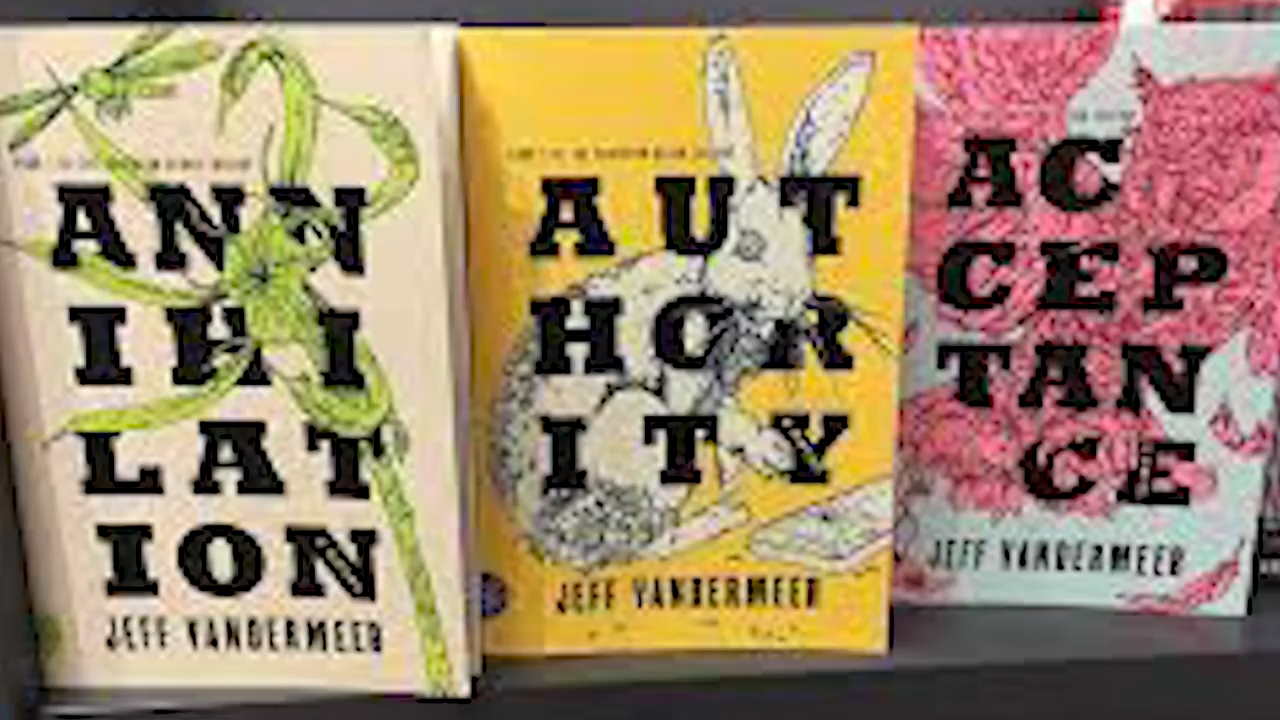 ANN
IHI
LAT
ION
JEFF VANDERMEER
AUT
HOR
ITY
JEFF VANDERMEER
AC
CEP
TAN
CE
JEFF VANDERMEER